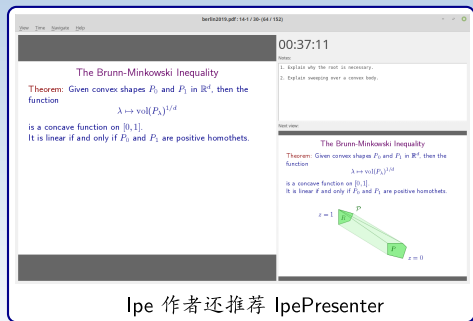 berlin2019.pdf : 14-1 / 30- (64 / 152)
View Time Navigate Help
The Brunn-Minkowski Inequality
Theorem: Given convex shapes P₀ and P₁ in ℝᵈ, then the
function
λ ↦ vol(P_λ)^{1/d}
is a concave function on [0, 1].
It is linear if and only if P₀ and P₁ are positive homothets.
00:37:11
Notes:
1. Explain why the root is necessary.
2. Explain sweeping over a convex body.
Next view:
The Brunn-Minkowski Inequality
Theorem: Given convex shapes P₀ and P₁ in ℝᵈ, then the
function
λ ↦ vol(P_λ)^{1/d}
is a concave function on [0, 1].
It is linear if and only if P₀ and P₁ are positive homothets.
z = 1
z = 0
Ipe 作者还推荐 IpePresenter